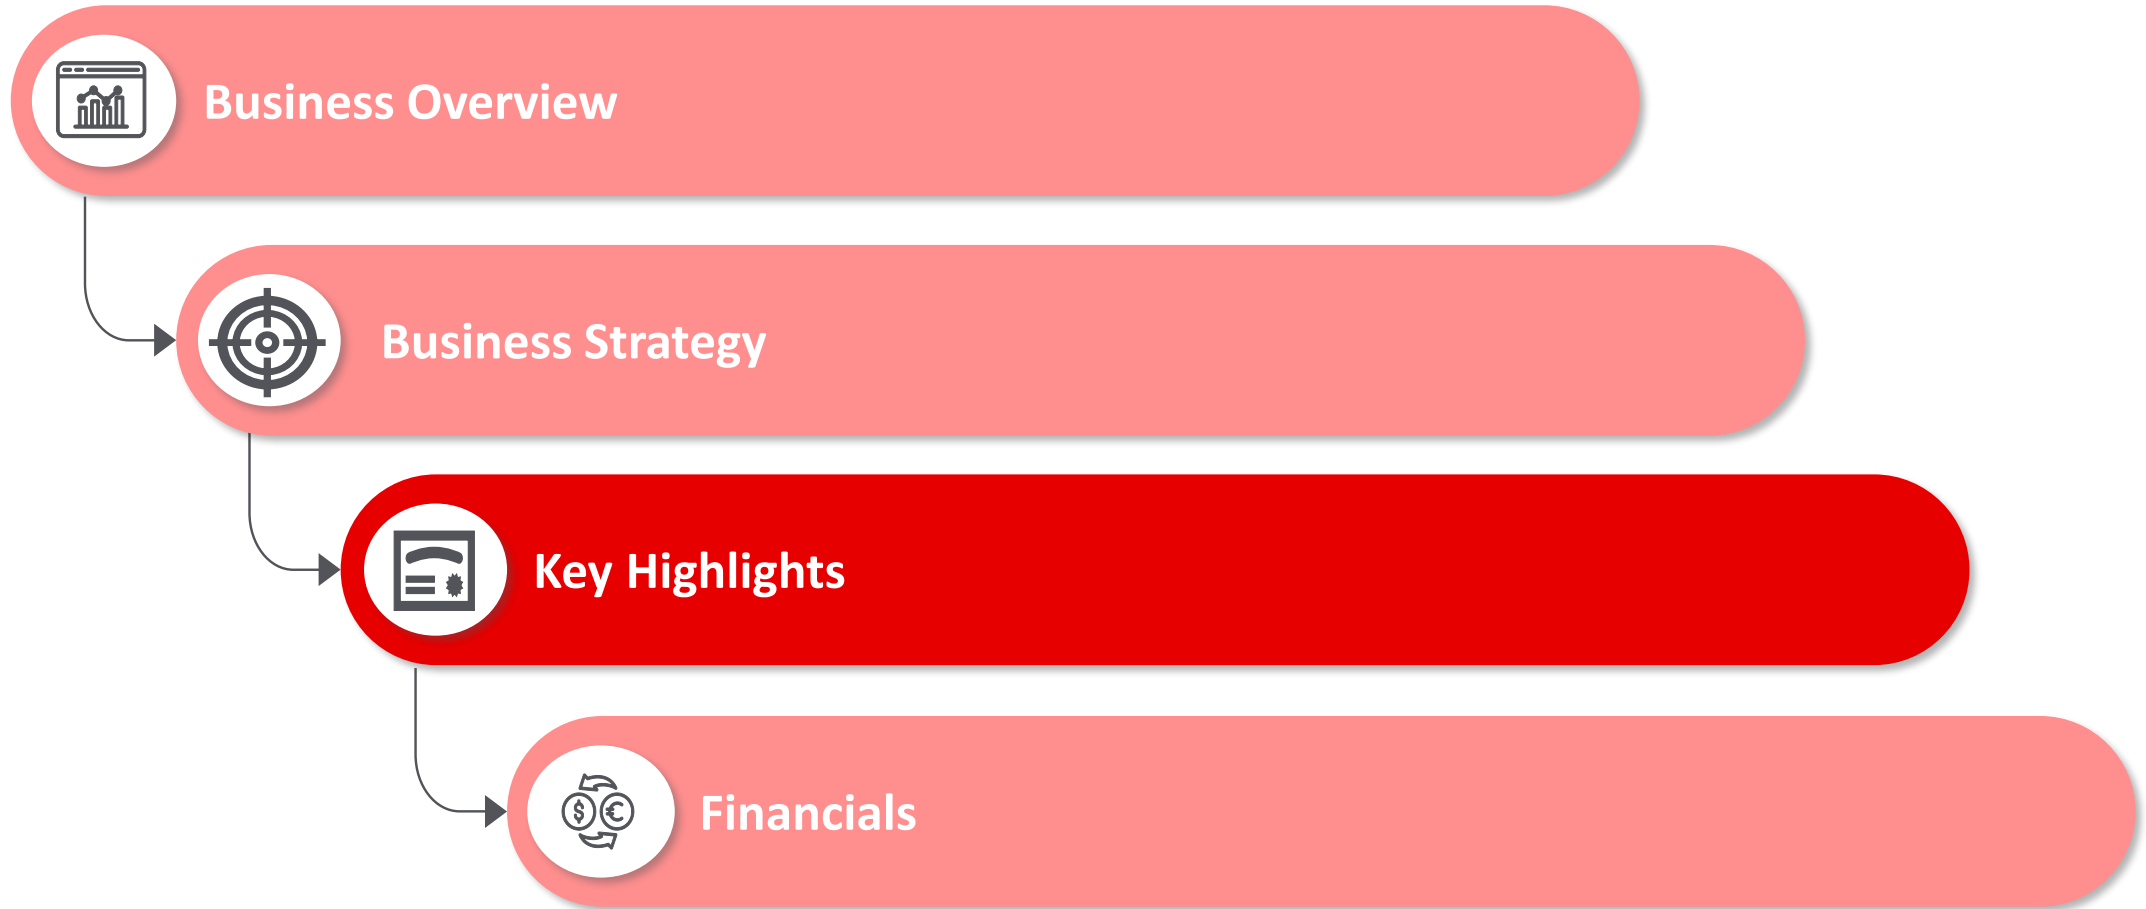 Business Overview
Business Strategy
Key Highlights
$ €
Financials